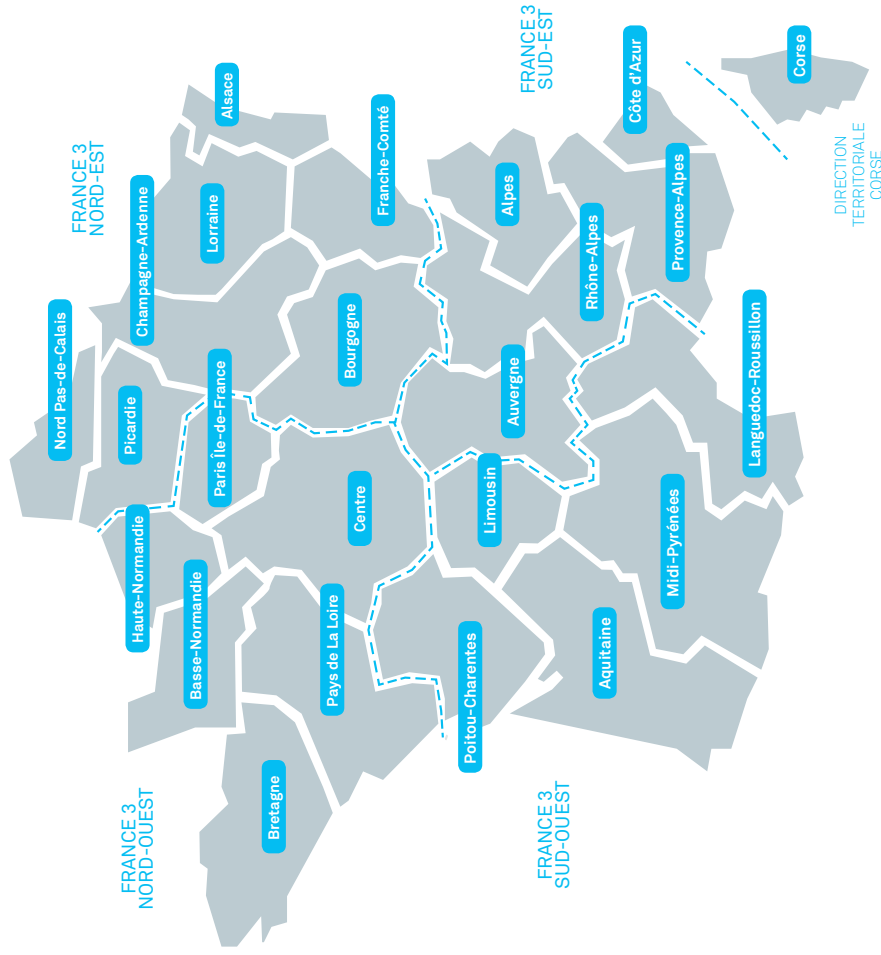 Nord Pas-de-Calais
FRANCE 3
NORD-EST
Picardie
Champagne-Ardenne
Haute-Normandie
FRANCE 3
NORD-OUEST
Basse-Normandie
Paris Île-de-France
Lorraine
Alsace
Bretagne
Pays de La Loire
Centre
Bourgogne
Franche-Comté
Poitou-Charentes
Limousin
Auvergne
Alpes
FRANCE 3
SUD-EST
FRANCE 3
SUD-OUEST
Aquitaine
Rhône-Alpes
Côte d'Azur
Midi-Pyrénées
Provence-Alpes
Languedoc-Roussillon
Corse
DIRECTION
TERRITORIALE
CORSE